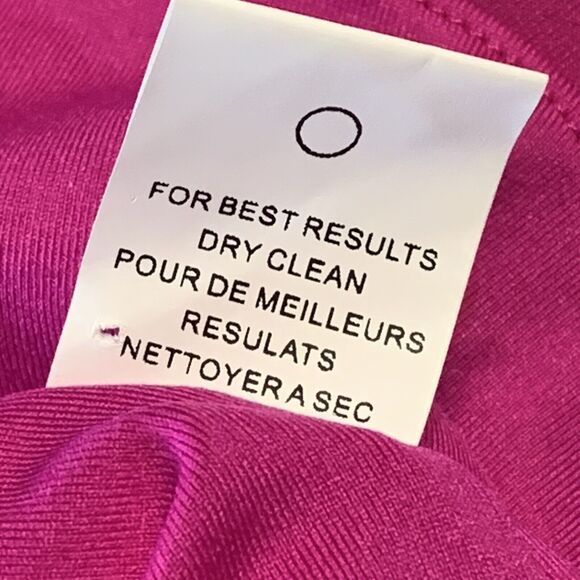 FOR BEST RESULTS
DRY CLEAN
POUR DE MEILLEURS
RESULATS
NETTOYER A SEC